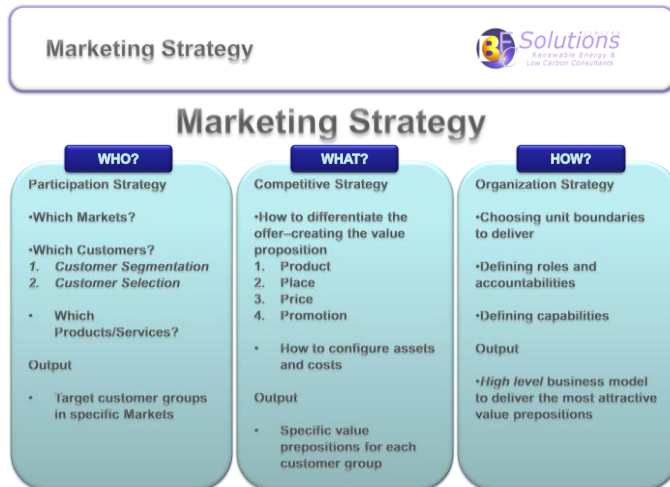 Marketing Strategy
Solutions
LIMITED
Renewable Energy &
Low Carbon Consultants
Marketing Strategy
WHO?
Participation Strategy
•Which Markets?
•Which Customers?
1. Customer Segmentation
2. Customer Selection
• Which
Products/Services?
Output
• Target customer groups
in specific Markets
WHAT?
Competitive Strategy
•How to differentiate the
offer–creating the value
proposition
1. Product
2. Place
3. Price
4. Promotion
• How to configure assets
and costs
Output
• Specific value
prepositions for each
customer group
HOW?
Organization Strategy
•Choosing unit boundaries
to deliver
•Defining roles and
accountabilities
•Defining capabilities
Output
•High level business model
to deliver the most attractive
value prepositions